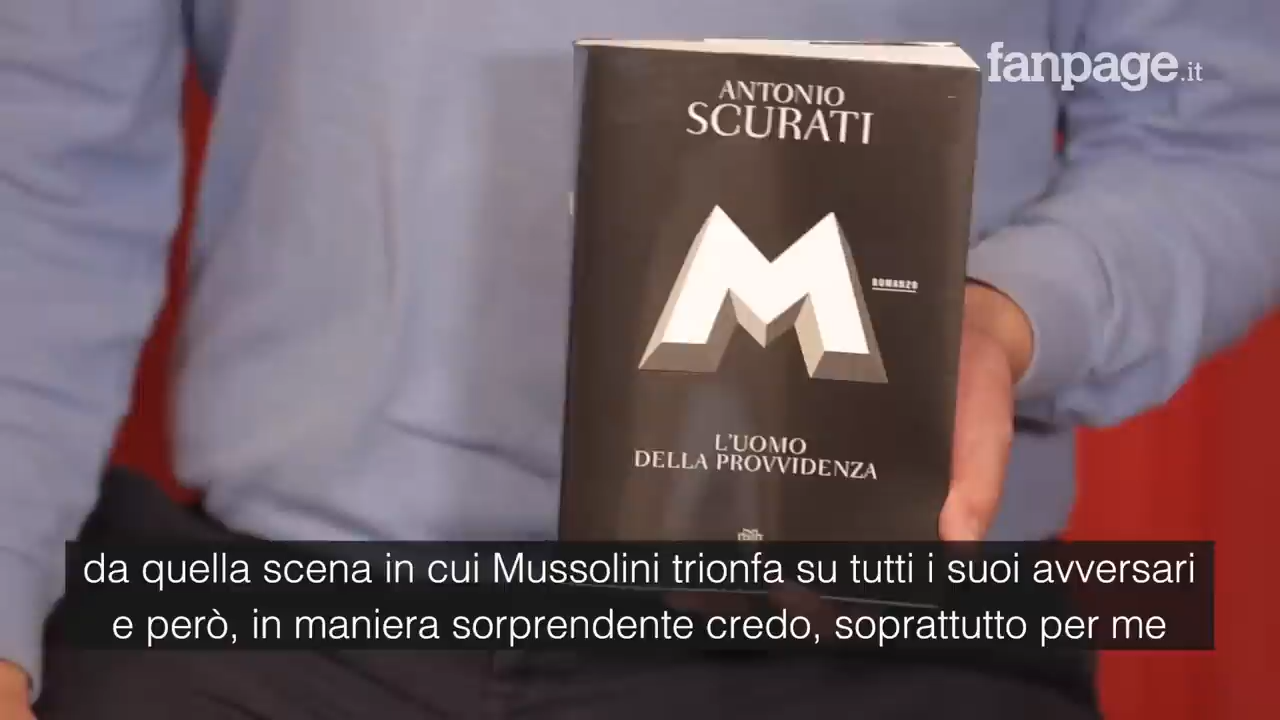 fanpage.it
ANTONIO
SCURATI
M
ROMANZO
L'UOMO
DELLA PROVVIDENZA
da quella scena in cui Mussolini trionfa su tutti i suoi avversari
e però, in maniera sorprendente credo, soprattutto per me